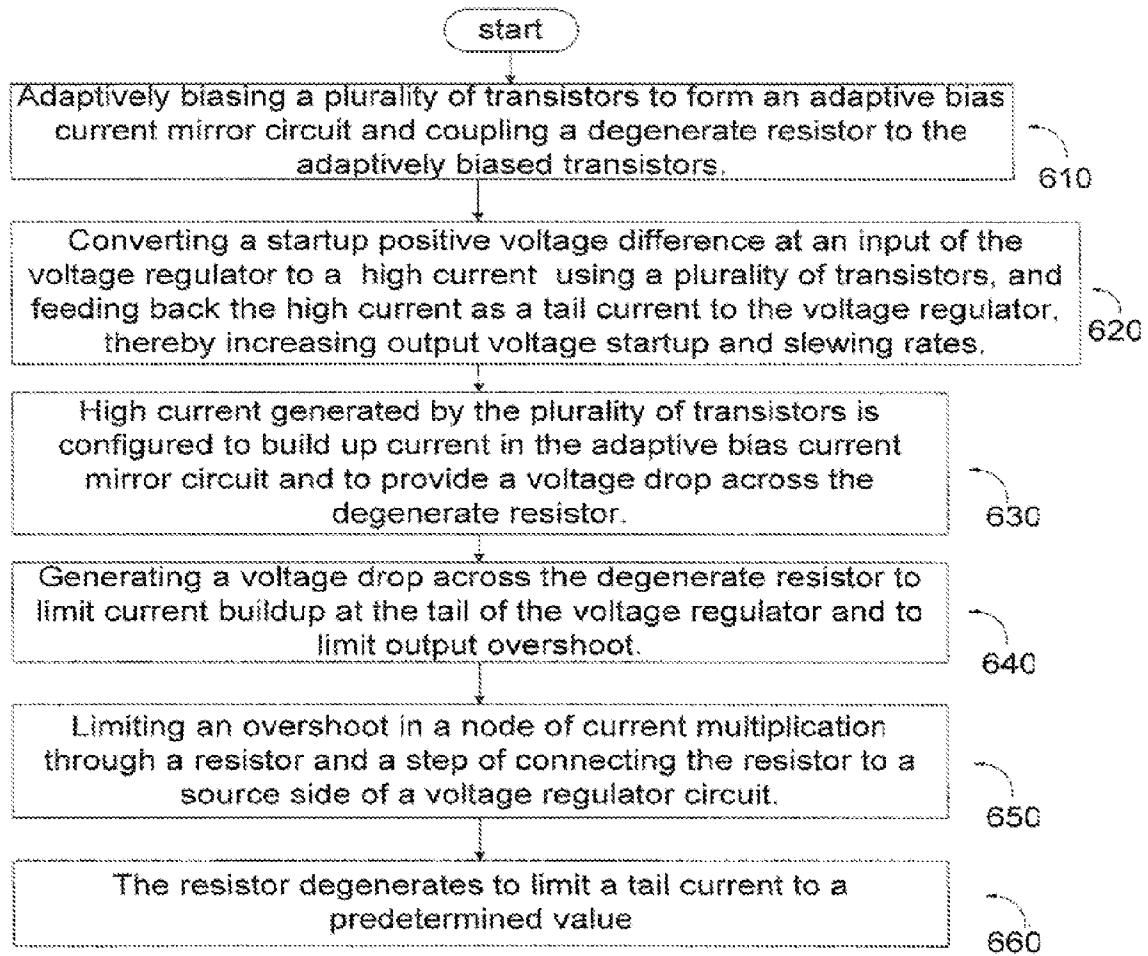 start
Adaptively biasing a plurality of transistors to form an adaptive bias
current mirror circuit and coupling a degenerate resistor to the
adaptively biased transistors.
610
Converting a startup positive voltage difference at an input of the
voltage regulator to a high current using a plurality of transistors, and
feeding back the high current as a tail current to the voltage regulator,
thereby increasing output voltage startup and slewing rates.
620
High current generated by the plurality of transistors is
configured to build up current in the adaptive bias current
mirror circuit and to provide a voltage drop across the
degenerate resistor.
630
Generating a voltage drop across the degenerate resistor to
limit current buildup at the tail of the voltage regulator and to
limit output overshoot.
640
Limiting an overshoot in a node of current multiplication
through a resistor and a step of connecting the resistor to a
source side of a voltage regulator circuit.
650
The resistor degenerates to limit a tail current to a
predetermined value
660